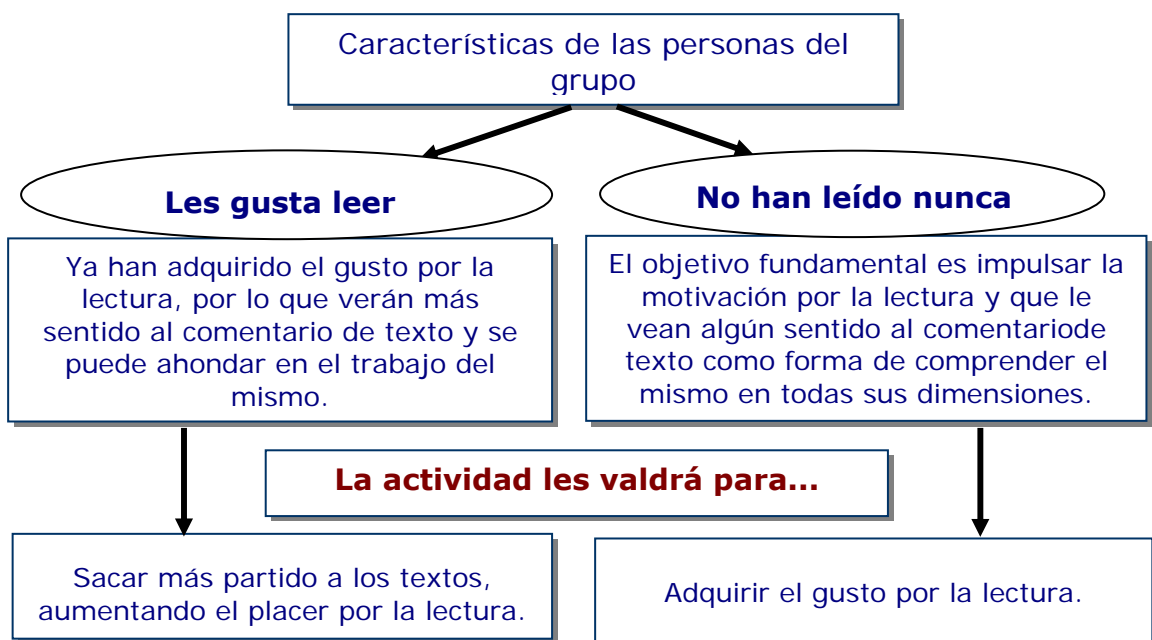 Características de las personas del
grupo
Les gusta leer
Ya han adquirido el gusto por la
lectura, por lo que verán más
sentido al comentario de texto y se
puede ahondar en el trabajo del
mismo.
No han leído nunca
El objetivo fundamental es impulsar la
motivación por la lectura y que le
vean algún sentido al comentariode
texto como forma de comprender el
mismo en todas sus dimensiones.
La actividad les valdrá para...
Sacar más partido a los textos,
aumentando el placer por la lectura.
Adquirir el gusto por la lectura.